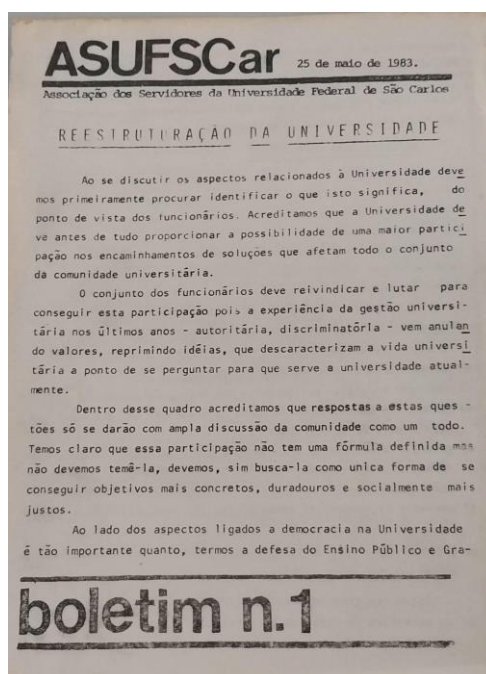 ASUFSCar 25 de maio de 1983.
Associação dos Servidores da Universidade Federal de São Carlos
REESTRUTURAÇÃO DA UNIVERSIDADE
Ao se discutir os aspectos relacionados à Universidade deve
mos primeiramente procurar identificar o que isto significa, do
ponto de vista dos funcionários. Acreditamos que a Universidade de
ve antes de tudo proporcionar a possibilidade de uma maior partici
pação nos encaminhamentos de soluções que afetam todo o conjunto
da comunidade universitária.
O conjunto dos funcionários deve reivindicar e lutar para
conseguir esta participação pois a experiência da gestão universi-
tária nos últimos anos - autoritária, discriminatória - vem anulan
do valores, reprimindo idéias, que descaracterizam a vida universi
tária a ponto de se perguntar para que serve a universidade atual-
mente.
Dentro desse quadro acreditamos que respostas a estas ques -
tões só se darão com ampla discussão da comunidade como um todo.
Temos claro que essa participação não tem uma fórmula definida mas
não devemos temê-la, devemos, sim busca-la como unica forma de se
conseguir objetivos mais concretos, duradouros e socialmente mais
justos.
Ao lado dos aspectos ligados a democracia na Universidade
é tão importante quanto, termos a defesa do Ensino Público e Gra-
boletim n.1